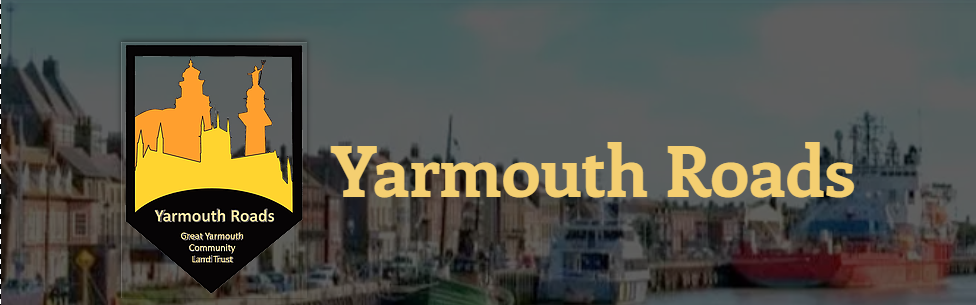 Yarmouth Roads
Yarmouth Roads
Great Yarmouth
Community
Land Trust